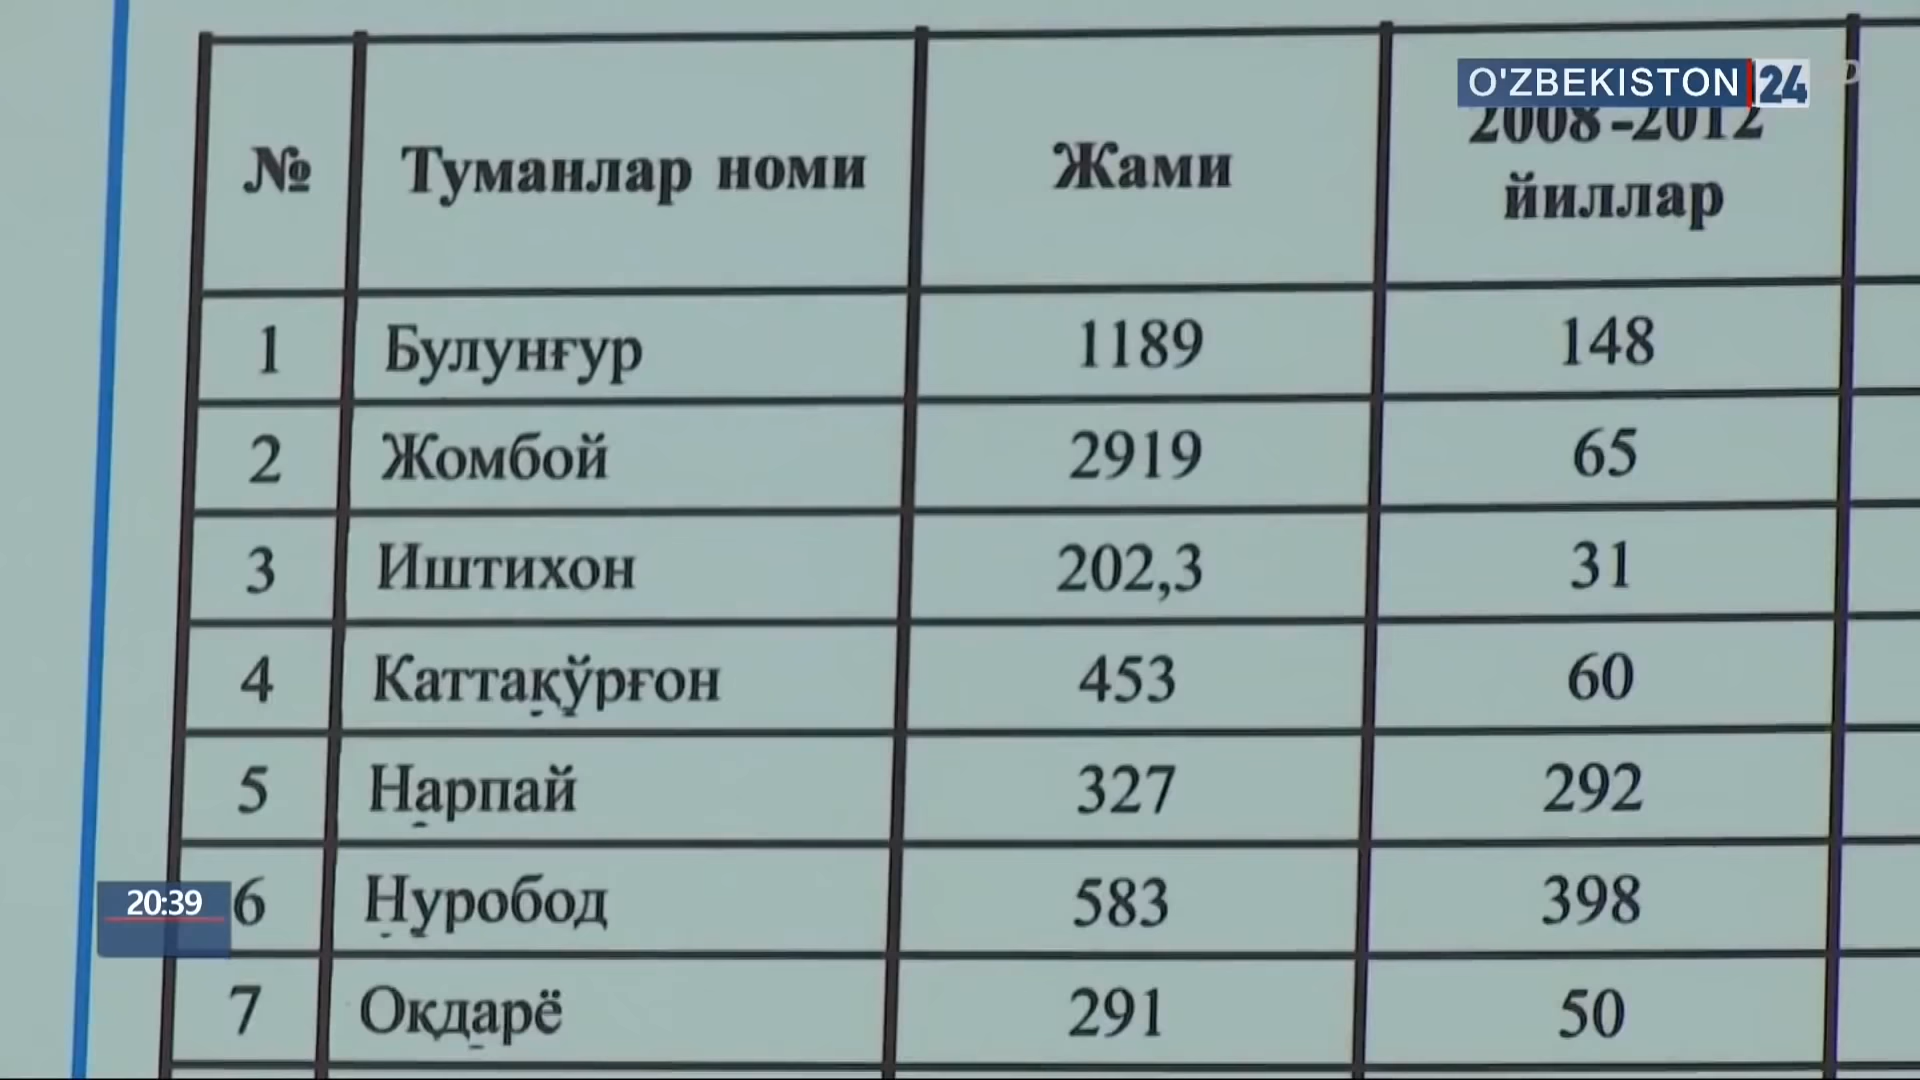 O'ZBEKISTON 24
№ Туманлар номи Жами 2008-2012
йиллар
1 Булунғур 1189 148
2 Жомбой 2919 65
3 Иштихон 202,3 31
4 Каттақўрғон 453 60
5 Нарпай 327 292
20:39
6 Нуробод 583 398
7 Оқдарё 291 50